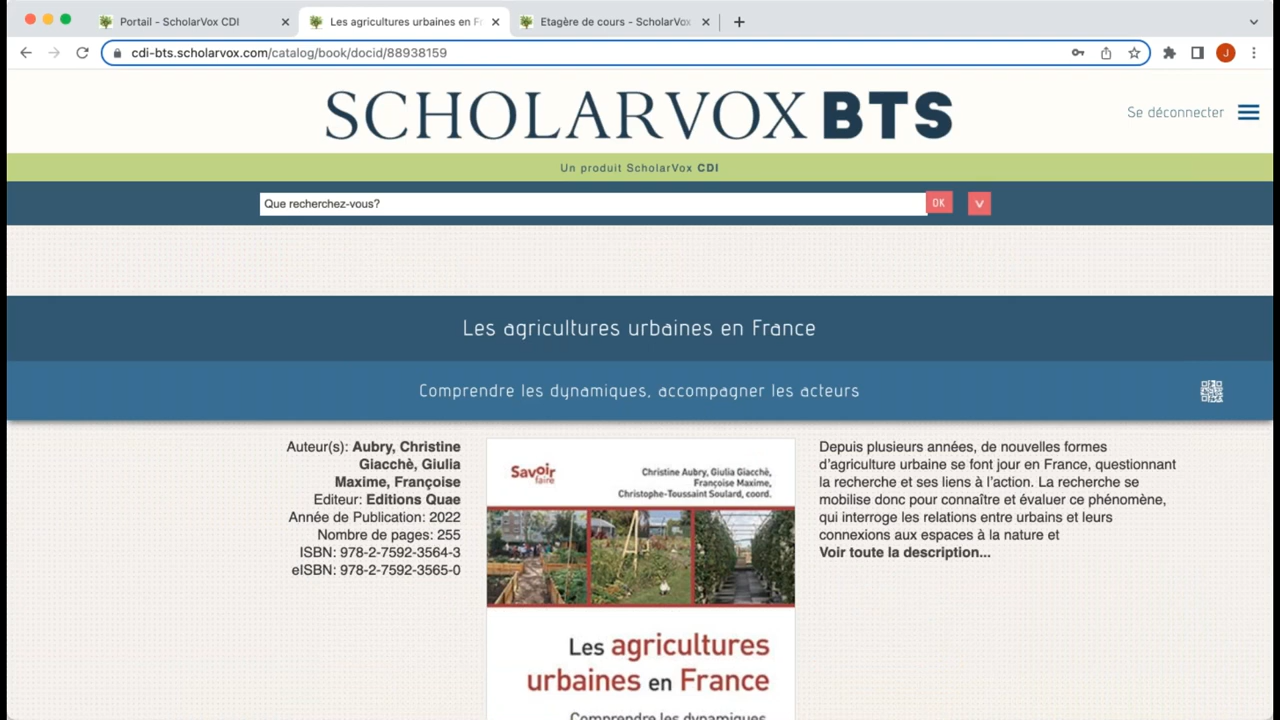 Portail - ScholarVox CDI
Les agricultures urbaines en Fr
Etagère de cours - ScholarVox
cdi-bts.scholarvox.com/catalog/book/docid/88938159
J
SCHOLARVOX BTS
Se déconnecter
Un produit ScholarVox CDI
Que recherchez-vous?
OK
V
Les agricultures urbaines en France
Comprendre les dynamiques, accompagner les acteurs
Auteur(s): Aubry, Christine
Giacchè, Giulia
Maxime, Françoise
Editeur: Editions Quae
Année de Publication: 2022
Nombre de pages: 255
ISBN: 978-2-7592-3564-3
eISBN: 978-2-7592-3565-0
Savoir
faire
Christine Aubry, Giulia Giacchè,
Françoise Maxime,
Christophe-Toussaint Soulard, coord.
Les agricultures
urbaines en France
Comprendre les dynamiques,
Depuis plusieurs années, de nouvelles formes
d'agriculture urbaine se font jour en France, questionnant
la recherche et ses liens à l'action. La recherche se
mobilise donc pour connaître et évaluer ce phénomène,
qui interroge les relations entre urbains et leurs
connexions aux espaces à la nature et
Voir toute la description...